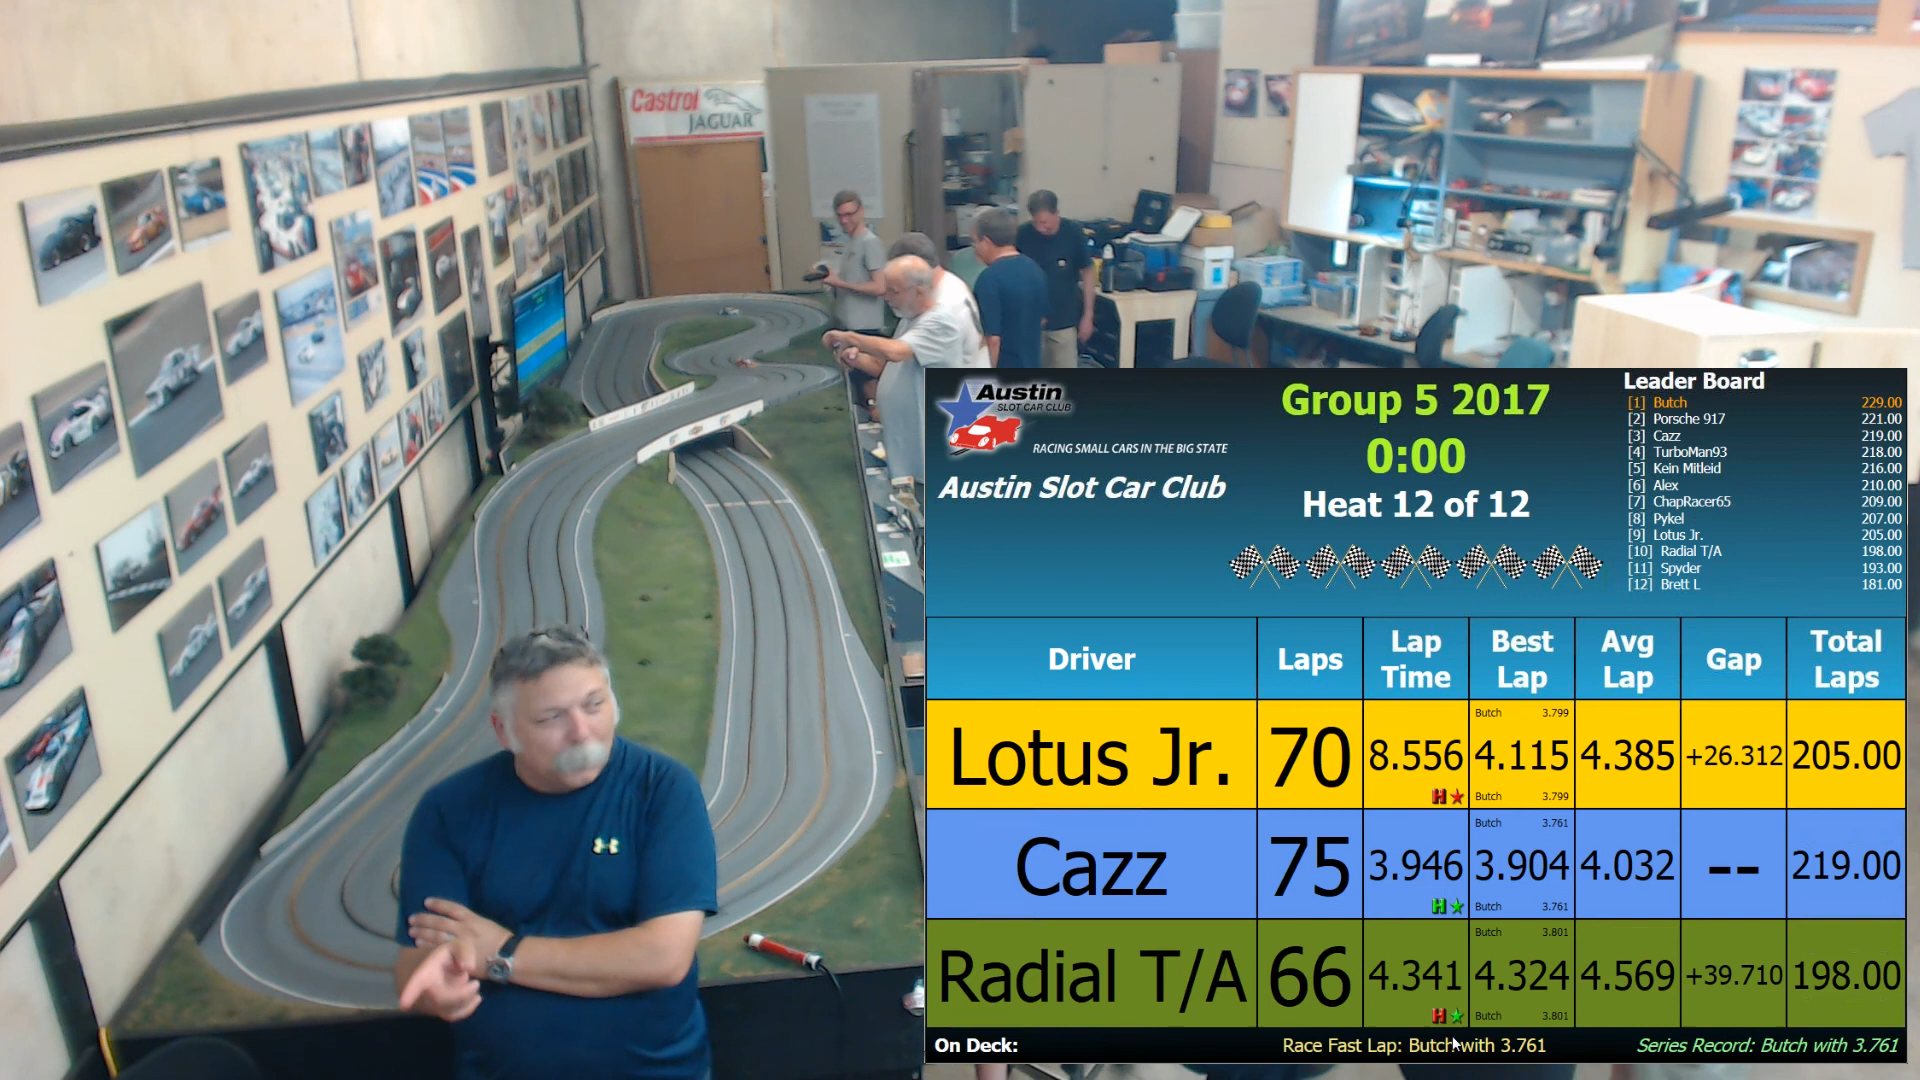 Castrol
JAGUAR
Austin
SLOT CAR CLUB
RACING SMALL CARS IN THE BIG STATE
Austin Slot Car Club
Group 5 2017
0:00
Heat 12 of 12
Leader Board
[1] Butch 229.00
[2] Porsche 917 221.00
[3] Cazz 219.00
[4] TurboMan93 218.00
[5] Kein Mitleid 216.00
[6] Alex 210.00
[7] ChapRacer65 209.00
[8] Pykel 207.00
[9] Lotus Jr. 205.00
[10] Radial T/A 198.00
[11] Spyder 193.00
[12] Brett L 181.00
Driver Laps Lap Time Best Lap Avg Lap Gap Total Laps
Butch 3.799
Lotus Jr. 70 8.556 4.115 4.385 +26.312 205.00
H Butch 3.799
Butch 3.761
Cazz 75 3.946 3.904 4.032 -- 219.00
H Butch 3.761
Butch 3.801
Radial T/A 66 4.341 4.324 4.569 +39.710 198.00
H Butch 3.801
On Deck: Race Fast Lap: Butch with 3.761 Series Record: Butch with 3.761